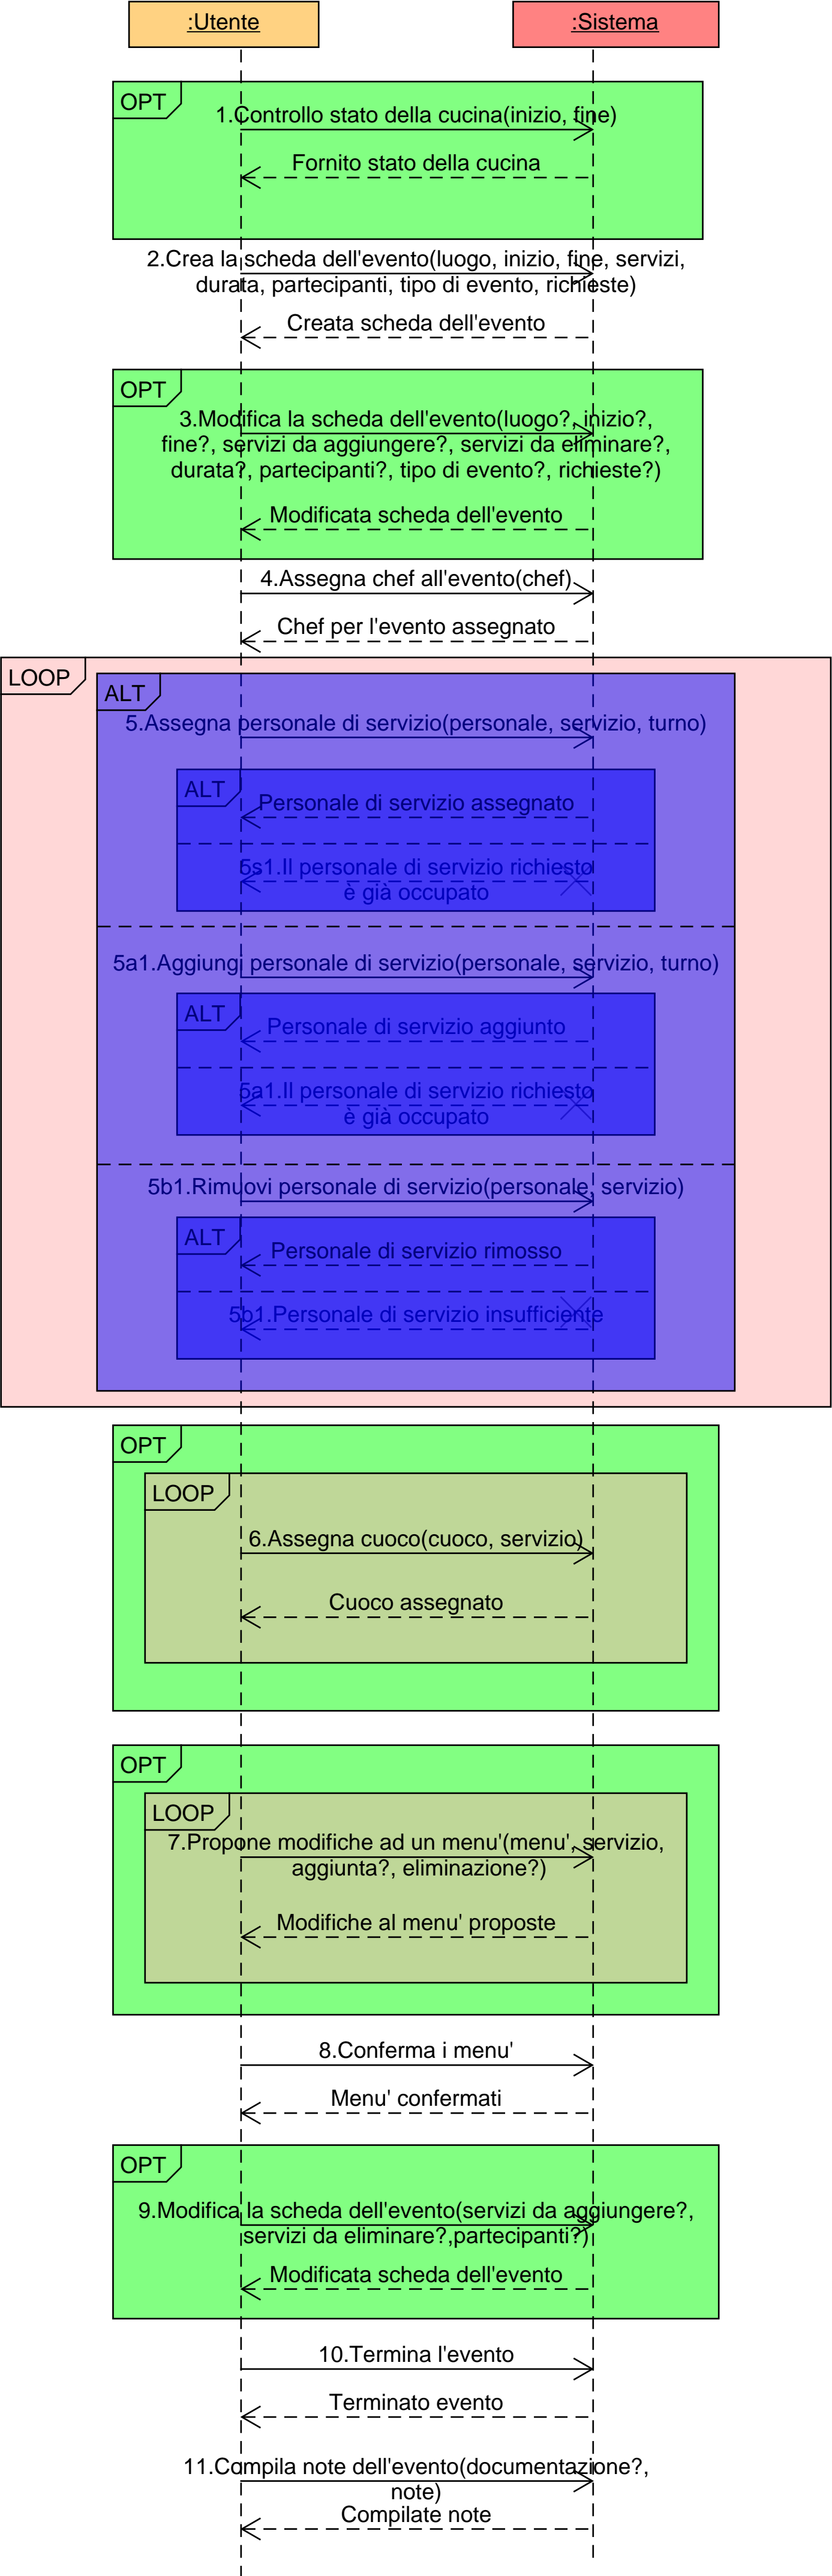 :Utente
:Sistema
OPT
1.Controllo stato della cucina(inizio, fine)
Fornito stato della cucina
2.Crea la scheda dell'evento(luogo, inizio, fine, servizi,
durata, partecipanti, tipo di evento, richieste)
Creata scheda dell'evento
OPT
3.Modifica la scheda dell'evento(luogo?, inizio?,
fine?, servizi da aggiungere?, servizi da eliminare?,
durata?, partecipanti?, tipo di evento?, richieste?)
Modificata scheda dell'evento
4.Assegna chef all'evento(chef)
Chef per l'evento assegnato
LOOP
ALT
5.Assegna personale di servizio(personale, servizio, turno)
ALT
Personale di servizio assegnato
5s1.Il personale di servizio richiesto
è già occupato
5a1.Aggiungi personale di servizio(personale, servizio, turno)
ALT
Personale di servizio aggiunto
5a1.Il personale di servizio richiesto
è già occupato
5b1.Rimuovi personale di servizio(personale, servizio)
ALT
Personale di servizio rimosso
5b1.Personale di servizio insufficiente
OPT
LOOP
6.Assegna cuoco(cuoco, servizio)
Cuoco assegnato
OPT
LOOP
7.Propone modifiche ad un menu'(menu', servizio,
aggiunta?, eliminazione?)
Modifiche al menu' proposte
8.Conferma i menu'
Menu' confermati
OPT
9.Modifica la scheda dell'evento(servizi da aggiungere?,
servizi da eliminare?,partecipanti?)
Modificata scheda dell'evento
10.Termina l'evento
Terminato evento
11.Compila note dell'evento(documentazione?,
note)
Compilate note